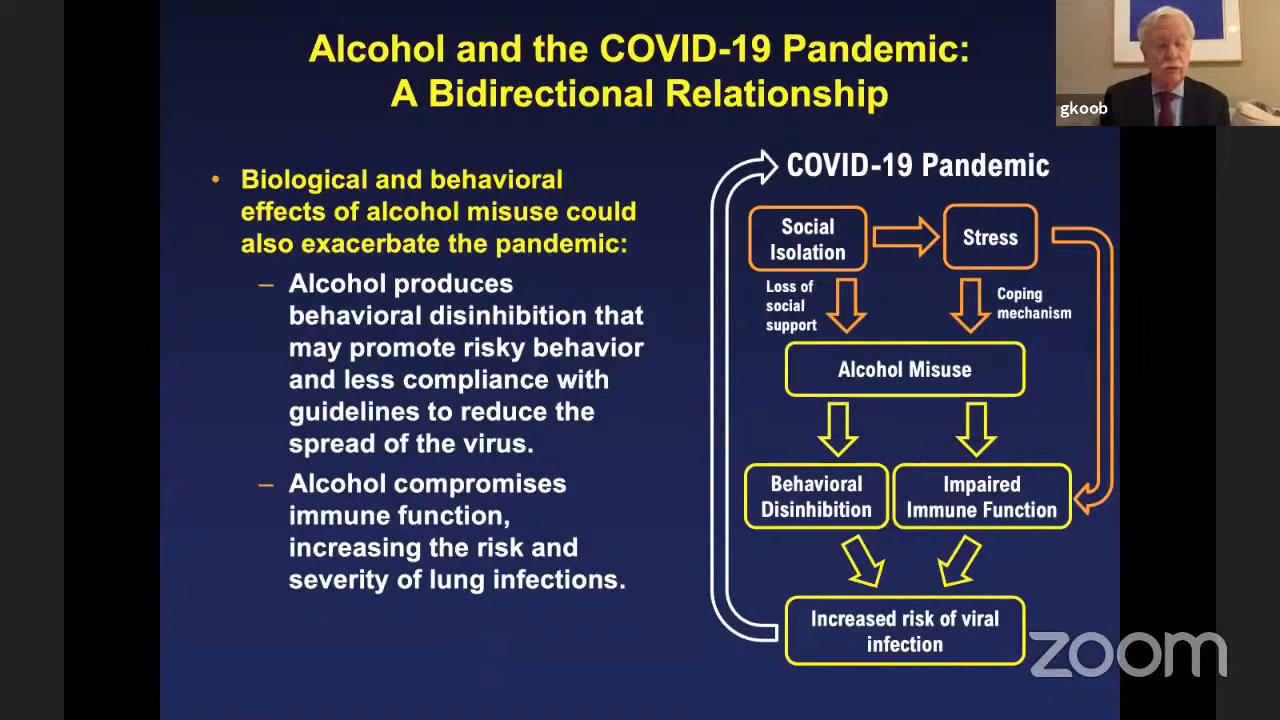 Alcohol and the COVID-19 Pandemic:
A Bidirectional Relationship
gkoob
• Biological and behavioral
effects of alcohol misuse could
also exacerbate the pandemic:
– Alcohol produces
behavioral disinhibition that
may promote risky behavior
and less compliance with
guidelines to reduce the
spread of the virus.
– Alcohol compromises
immune function,
increasing the risk and
severity of lung infections.
COVID-19 Pandemic
Social
Isolation
Stress
Loss of
social
support
Coping
mechanism
Alcohol Misuse
Behavioral
Disinhibition
Impaired
Immune Function
Increased risk of viral
infection
zoom